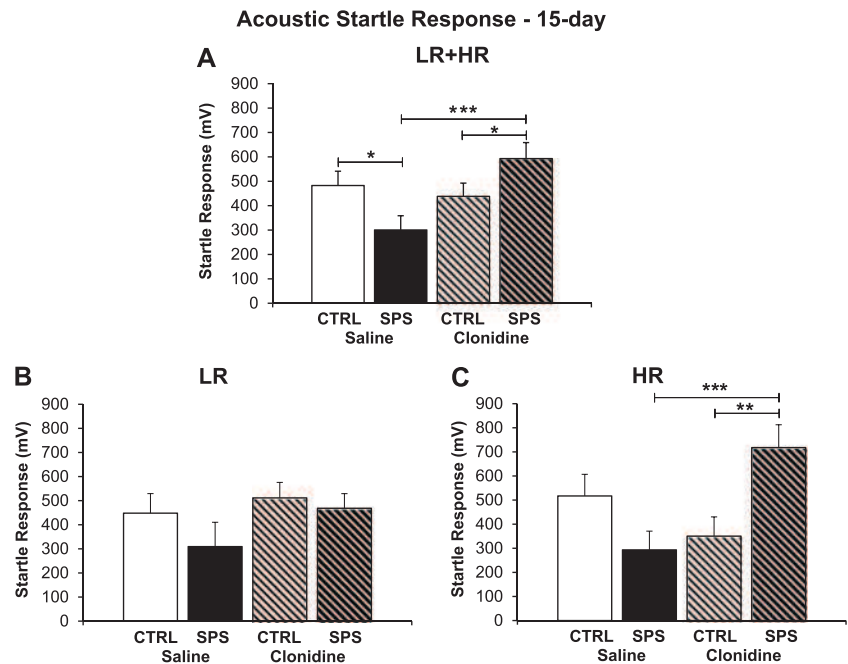 Acoustic Startle Response - 15-day
A
LR+HR
Startle Response (mV)
900
800
700
600
500
400
300
200
100
0
***
*
*
CTRL SPS CTRL SPS
Saline Clonidine
B
LR
Startle Response (mV)
900
800
700
600
500
400
300
200
100
0
CTRL SPS CTRL SPS
Saline Clonidine
C
HR
Startle Response (mV)
900
800
700
600
500
400
300
200
100
0
***
**
CTRL SPS CTRL SPS
Saline Clonidine